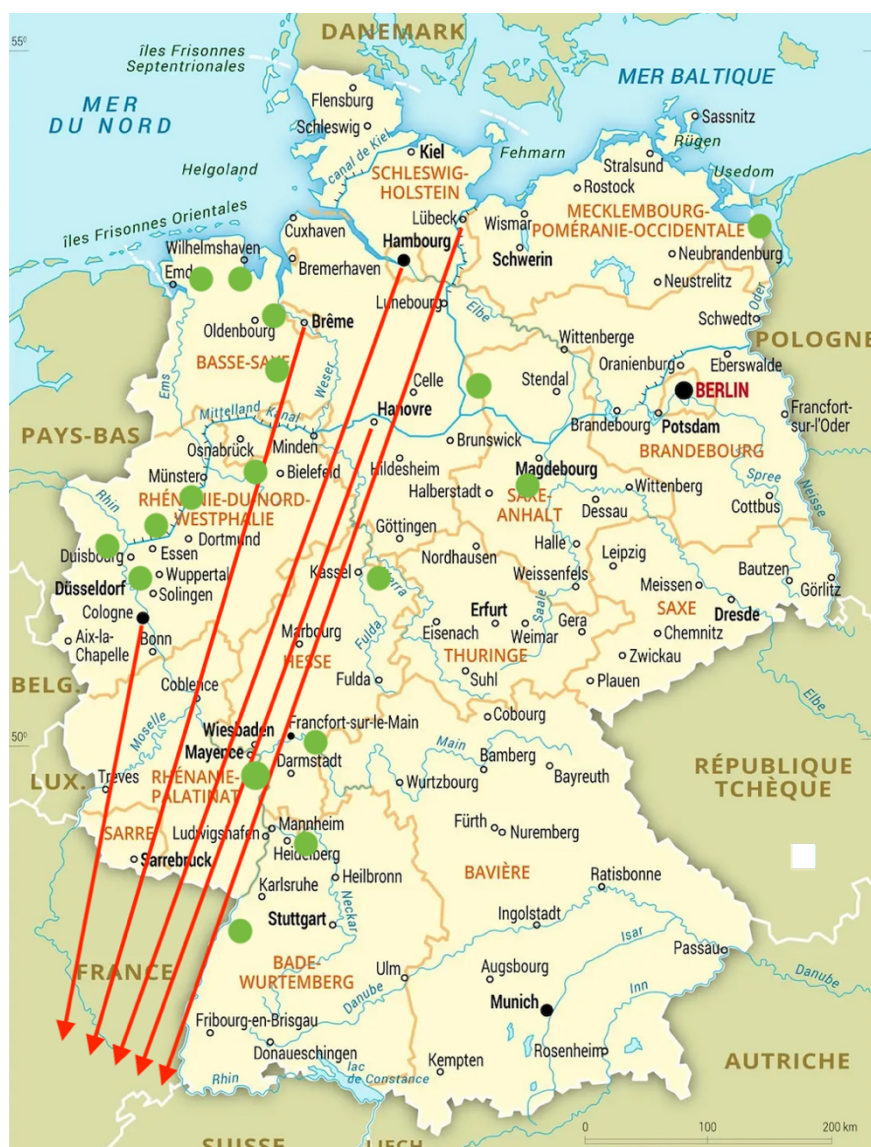 DANEMARK
55°
îles Frisonnes
Septentrionales
MER BALTIQUE
Flensburg
MER
DU NORD
Schleswig
Sassnitz
canal de Kiel
Kiel
Fehmarn
Rügen
Stralsund
Helgoland
SCHLESWIG-
HOLSTEIN
Usedom
Rostock
îles Frisonnes Orientales
Cuxhaven
Lübeck
Wismar
MECKLEMBOURG-
POMÉRANIE-OCCIDENTALE
Wilhelmshaven
Hambourg
Schwerin
Neubrandenburg
Emd
Bremerhaven
Neustrelitz
Lunebourg
Elbe
Oder
Oldenbourg
Brême
Schwedt
POLOGNE
BASSE-SAXE
Weser
Wittenberge
Oranienburg
Eberswalde
Ems
Celle
Stendal
BERLIN
Mittelland Kanal
Hanovre
Brandebourg
Potsdam
Francfort-
sur-l'Oder
PAYS-BAS
Osnabrück
Minden
Brunswick
BRANDEBOURG
Münster
Bielefeld
Hildesheim
Magdebourg
Spree
Rhin
RHÉNANIE-DU-NORD-
WESTPHALIE
Halberstadt
SAXE-
ANHALT
Wittenberg
Neisse
Dessau
Cottbus
Duisbourg
Essen
Dortmund
Göttingen
Nordhausen
Halle
Leipzig
Düsseldorf
Wuppertal
Solingen
Kassel
Werra
Weissenfels
Meissen
Bautzen
Görlitz
Cologne
Erfurt
Saale
SAXE
Dresde
Aix-la-
Chapelle
Bonn
Marbourg
Eisenach
Weimar
Gera
Chemnitz
HESSE
Fulda
THURINGE
Zwickau
BELG.
Coblence
Fulda
Suhl
Plauen
Elbe
Moselle
Wiesbaden
Francfort-sur-le-Main
Cobourg
50°
Mayence
Main
LUX.
Trèves
RHÉNANIE-
PALATINAT
Darmstadt
Wurtzbourg
Bamberg
Bayreuth
RÉPUBLIQUE
TCHÈQUE
SARRE
Ludwigshafen
Mannheim
Heidelberg
Fürth
Nuremberg
Sarrebruck
Karlsruhe
Heilbronn
BAVIÈRE
Ratisbonne
Stuttgart
Neckar
Ingolstadt
Isar
Passau
FRANCE
BADE-
WURTEMBERG
Ulm
Augsbourg
Danube
Danube
Inn
Munich
Fribourg-en-Brisgau
Donaueschingen
Rosenheim
AUTRICHE
Rhin
lac
de Constance
Kempten
SUISSE
LIECH.
0 100 200 km